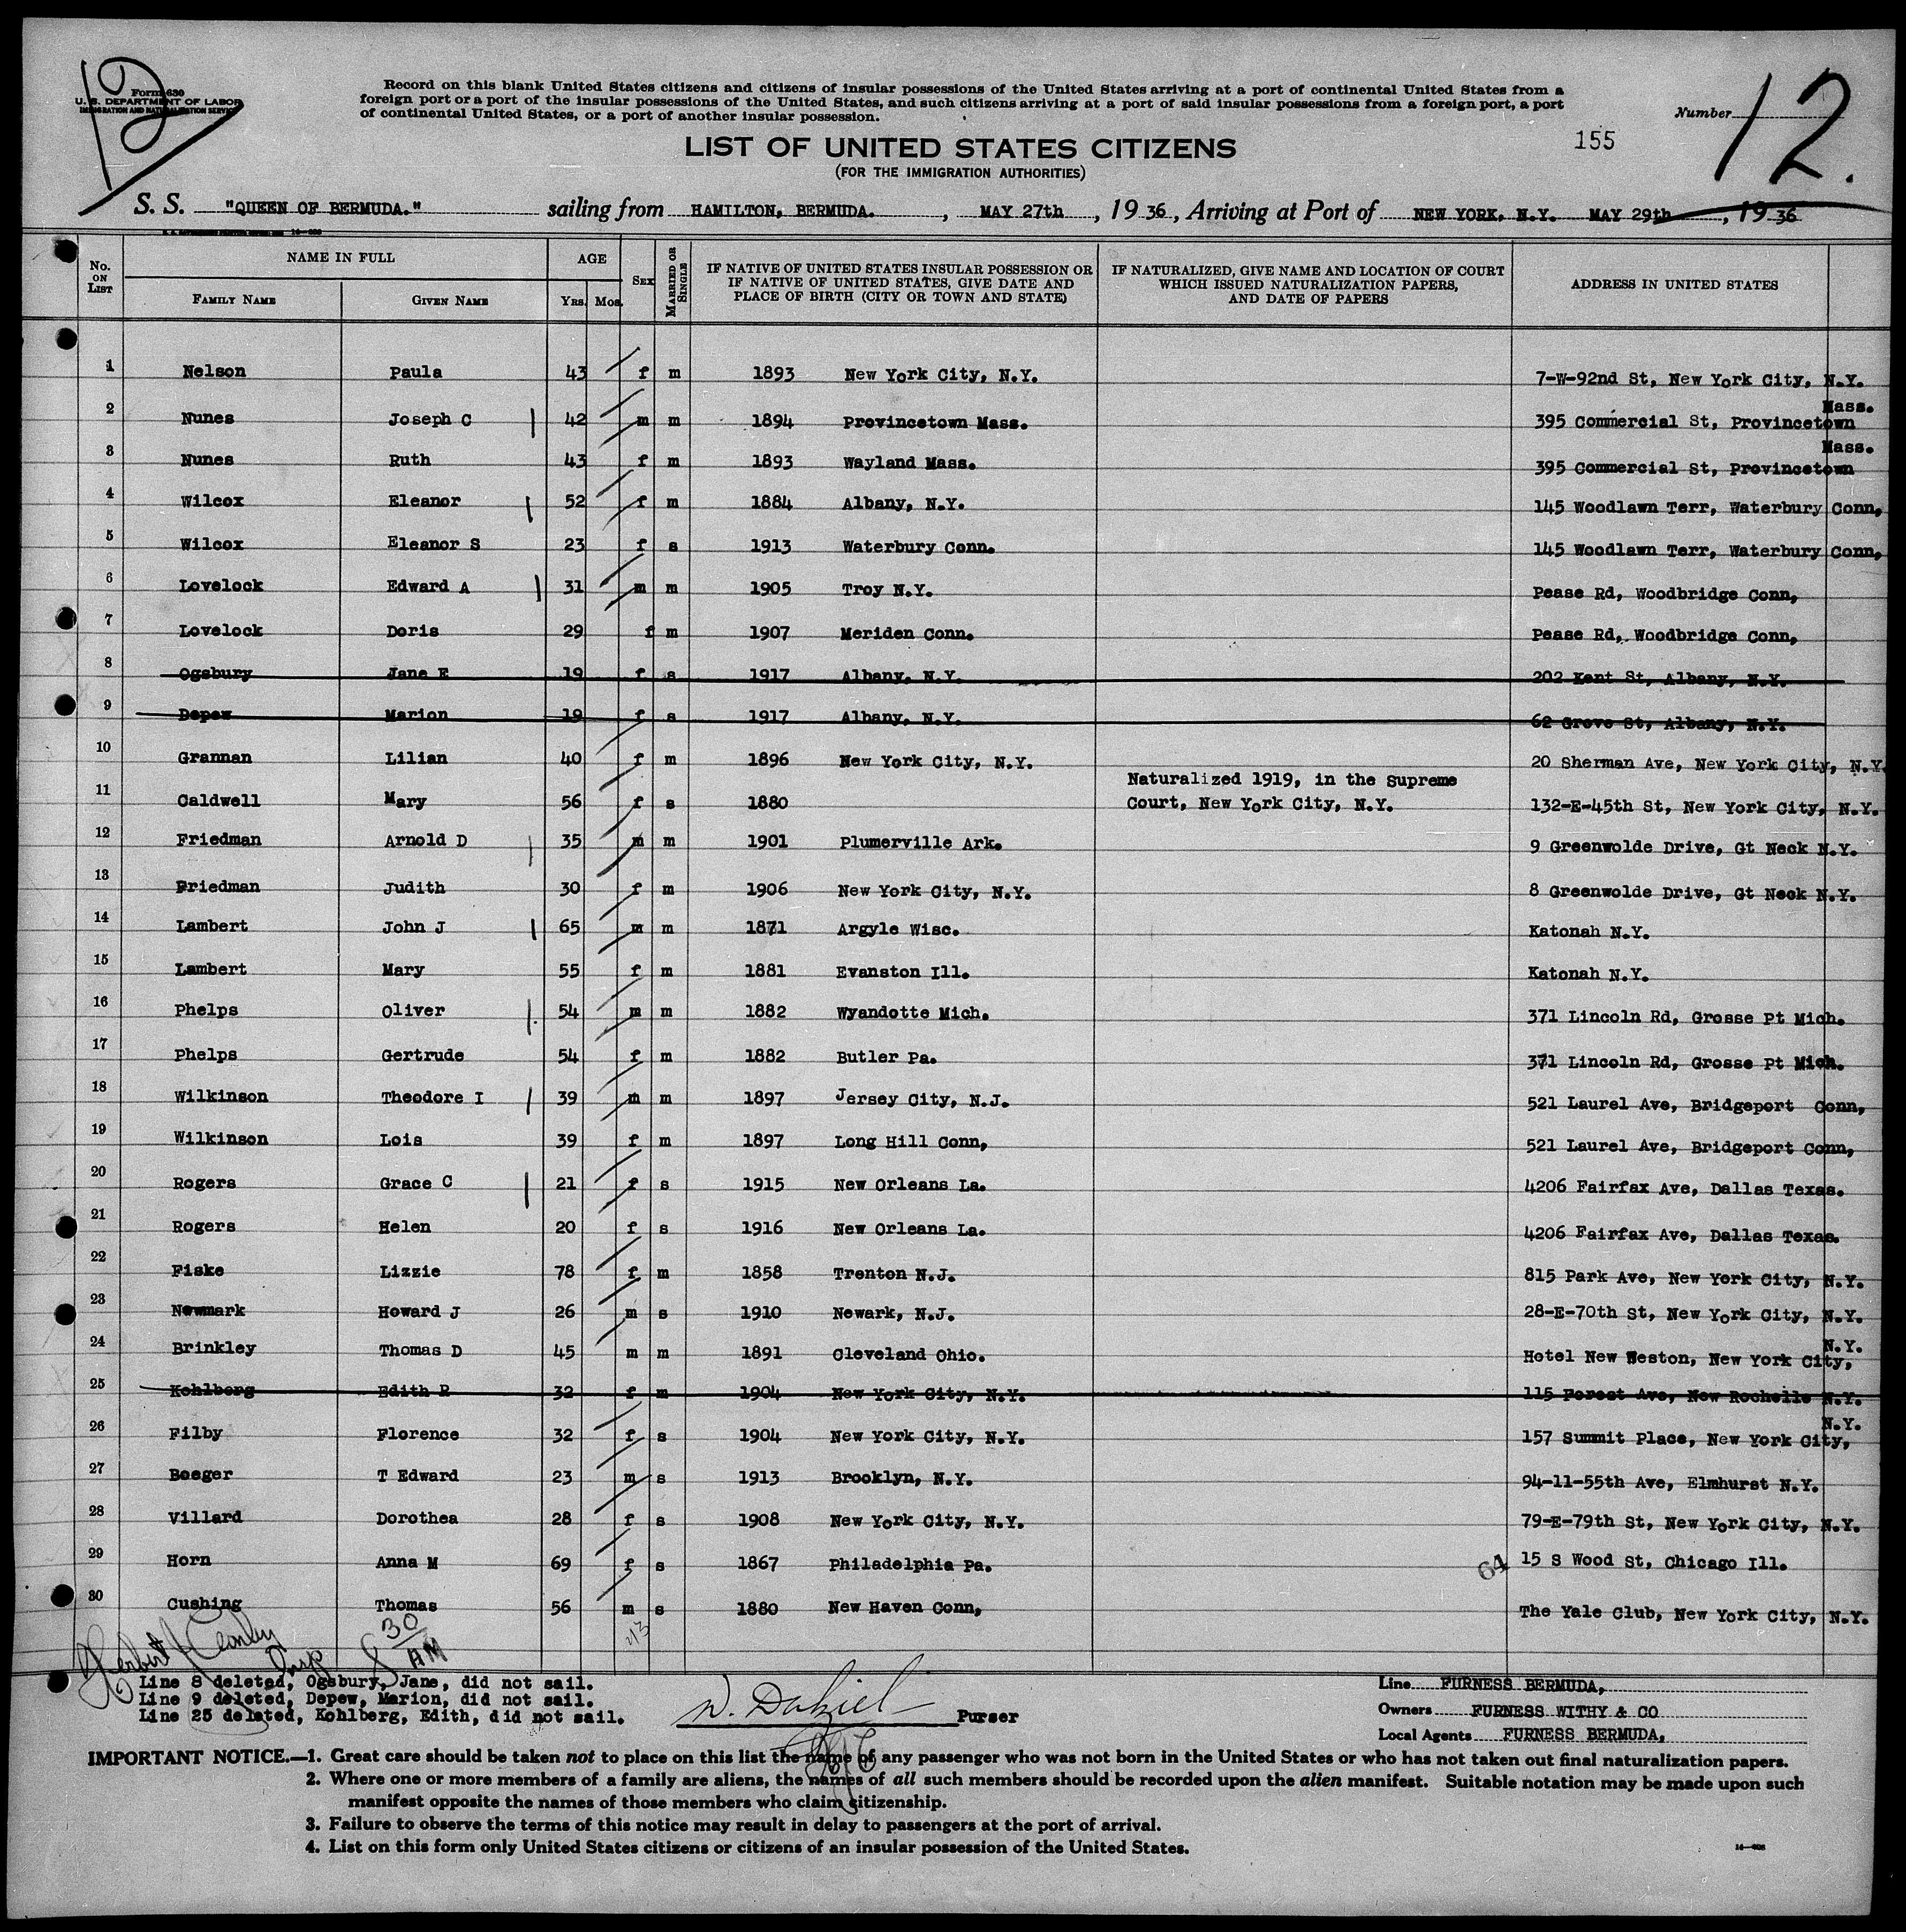 Form 630
U. S. DEPARTMENT OF LABOR
IMMIGRATION AND NATURALIZATION SERVICE
Record on this blank United States citizens and citizens of insular possessions of the United States arriving at a port of continental United States from a
foreign port or a port of the insular possessions of the United States, and such citizens arriving at a port of said insular possessions from a foreign port, a port
of continental United States, or a port of another insular possession.
Number 12.
155
LIST OF UNITED STATES CITIZENS
(FOR THE IMMIGRATION AUTHORITIES)
S. S. "QUEEN OF BERMUDA." sailing from HAMILTON, BERMUDA. , MAY 27th , 19 36 , Arriving at Port of NEW YORK, N.Y. MAY 29th , 19 36
No. ON LIST
NAME IN FULL
FAMILY NAME GIVEN NAME
AGE
YRS. MOS.
SEX
MARRIED OR SINGLE
IF NATIVE OF UNITED STATES INSULAR POSSESSION OR
IF NATIVE OF UNITED STATES, GIVE DATE AND
PLACE OF BIRTH (CITY OR TOWN AND STATE)
IF NATURALIZED, GIVE NAME AND LOCATION OF COURT
WHICH ISSUED NATURALIZATION PAPERS,
AND DATE OF PAPERS
ADDRESS IN UNITED STATES
1 Nelson Paula 43 f m 1893 New York City, N.Y. 7-W-92nd St, New York City, N.Y.
2 Nunes Joseph C 42 m m 1894 Provincetown Mass. 395 Commercial St, Provincetown Mass.
3 Nunes Ruth 43 f m 1893 Wayland Mass. 395 Commercial St, Provincetown Mass.
4 Wilcox Eleanor 52 f m 1884 Albany, N.Y. 145 Woodlawn Terr, Waterbury Conn,
5 Wilcox Eleanor S 23 f s 1913 Waterbury Conn. 145 Woodlawn Terr, Waterbury Conn,
6 Lovelock Edward A 31 m m 1905 Troy N.Y. Pease Rd, Woodbridge Conn,
7 Lovelock Doris 29 f m 1907 Meriden Conn. Pease Rd, Woodbridge Conn,
8 Ogsbury Jane E 19 f s 1917 Albany, N.Y. 202 Kent St, Albany, N.Y.
9 Depew Marion 19 f s 1917 Albany, N.Y. 62 Grove St, Albany, N.Y.
10 Grannan Lilian 40 f m 1896 New York City, N.Y. 20 Sherman Ave, New York City, N.Y.
11 Caldwell Mary 56 f s 1880 Naturalized 1919, in the Supreme
Court, New York City, N.Y. 132-E-45th St, New York City, N.Y.
12 Friedman Arnold D 35 m m 1901 Plumerville Ark. 9 Greenwolde Drive, Gt Neck N.Y.
13 Friedman Judith 30 f m 1906 New York City, N.Y. 8 Greenwolde Drive, Gt Neck N.Y.
14 Lambert John J 65 m m 1871 Argyle Wisc. Katonah N.Y.
15 Lambert Mary 55 f m 1881 Evanston Ill. Katonah N.Y.
16 Phelps Oliver 54 m m 1882 Wyandotte Mich. 371 Lincoln Rd, Grosse Pt Mich.
17 Phelps Gertrude 54 f m 1882 Butler Pa. 371 Lincoln Rd, Grosse Pt Mich.
18 Wilkinson Theodore I 39 m m 1897 Jersey City, N.J. 521 Laurel Ave, Bridgeport Conn,
19 Wilkinson Lois 39 f m 1897 Long Hill Conn, 521 Laurel Ave, Bridgeport Conn,
20 Rogers Grace C 21 f s 1915 New Orleans La. 4206 Fairfax Ave, Dallas Texas.
21 Rogers Helen 20 f s 1916 New Orleans La. 4206 Fairfax Ave, Dallas Texas.
22 Fiske Lizzie 78 f m 1858 Trenton N.J. 815 Park Ave, New York City, N.Y.
23 Newmark Howard J 26 m s 1910 Newark, N.J. 28-E-70th St, New York City, N.Y.
24 Brinkley Thomas D 45 m m 1891 Cleveland Ohio. Hotel New Weston, New York City, N.Y.
25 Kohlberg Edith R 32 f m 1904 New York City, N.Y. 115 Forest Ave, New Rochelle N.Y.
26 Filby Florence 32 f s 1904 New York City, N.Y. 157 Summit Place, New York City, N.Y.
27 Boeger T Edward 23 m s 1913 Brooklyn, N.Y. 94-11-55th Ave, Elmhurst N.Y.
28 Villard Dorothea 28 f s 1908 New York City, N.Y. 79-E-79th St, New York City, N.Y.
29 Horn Anna M 69 f s 1867 Philadelphia Pa. 64 15 S Wood St, Chicago Ill.
30 Cushing Thomas 56 m s 1880 New Haven Conn, The Yale Club, New York City, N.Y.
Herbert
Insp 8 30 AM
Line 8 deleted, Ogsbury, Jane, did not sail.
Line 9 deleted, Depew, Marion, did not sail.
Line 25 deleted, Kohlberg, Edith, did not sail.
W. Dalziel Purser
Line FURNESS BERMUDA,
Owners FURNESS WITHY & CO
Local Agents FURNESS BERMUDA,
IMPORTANT NOTICE.—1. Great care should be taken not to place on this list the name of any passenger who was not born in the United States or who has not taken out final naturalization papers.
2. Where one or more members of a family are aliens, the names of all such members should be recorded upon the alien manifest. Suitable notation may be made upon such
manifest opposite the names of those members who claim citizenship.
3. Failure to observe the terms of this notice may result in delay to passengers at the port of arrival.
4. List on this form only United States citizens or citizens of an insular possession of the United States.